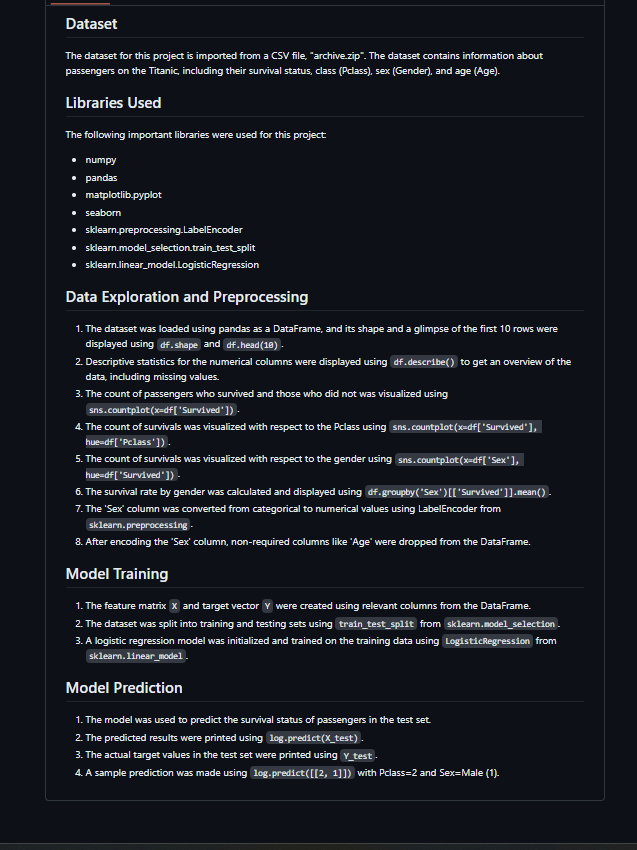 Dataset
The dataset for this project is imported from a CSV file, "archive.zip". The dataset contains information about
passengers on the Titanic, including their survival status, class (Pclass), sex (Gender), and age (Age).
Libraries Used
The following important libraries were used for this project:
• numpy
• pandas
• matplotlib.pyplot
• seaborn
• sklearn.preprocessing.LabelEncoder
• sklearn.model_selection.train_test_split
• sklearn.linear_model.LogisticRegression
Data Exploration and Preprocessing
1. The dataset was loaded using pandas as a DataFrame, and its shape and a glimpse of the first 10 rows were
displayed using df.shape and df.head(10).
2. Descriptive statistics for the numerical columns were displayed using df.describe() to get an overview of the
data, including missing values.
3. The count of passengers who survived and those who did not was visualized using
sns.countplot(x=df['Survived']).
4. The count of survivals was visualized with respect to the Pclass using sns.countplot(x=df['Survived'],
hue=df['Pclass']).
5. The count of survivals was visualized with respect to the gender using sns.countplot(x=df['Sex'],
hue=df['Survived']).
6. The survival rate by gender was calculated and displayed using df.groupby('Sex')[['Survived']].mean().
7. The 'Sex' column was converted from categorical to numerical values using LabelEncoder from
sklearn.preprocessing.
8. After encoding the 'Sex' column, non-required columns like 'Age' were dropped from the DataFrame.
Model Training
1. The feature matrix X and target vector Y were created using relevant columns from the DataFrame.
2. The dataset was split into training and testing sets using train_test_split from sklearn.model_selection.
3. A logistic regression model was initialized and trained on the training data using LogisticRegression from
sklearn.linear_model.
Model Prediction
1. The model was used to predict the survival status of passengers in the test set.
2. The predicted results were printed using log.predict(X_test).
3. The actual target values in the test set were printed using Y_test.
4. A sample prediction was made using log.predict([[2, 1]]) with Pclass=2 and Sex=Male (1).